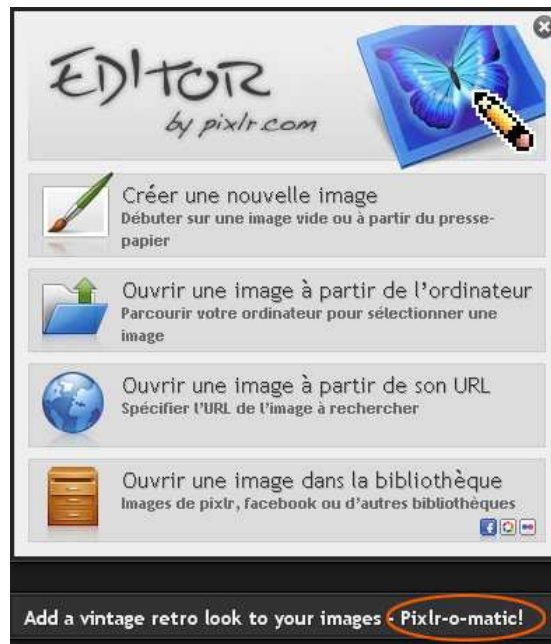 EDITOR
by pixlr.com
Créer une nouvelle image
Débuter sur une image vide ou à partir du presse-
papier
Ouvrir une image à partir de l'ordinateur
Parcourir votre ordinateur pour sélectionner une
image
Ouvrir une image à partir de son URL
Spécifier l'URL de l'image à rechercher
Ouvrir une image dans la bibliothèque
Images de pixlr, facebook ou d'autres bibliothèques
Add a vintage retro look to your images - Pixlr-o-matic!